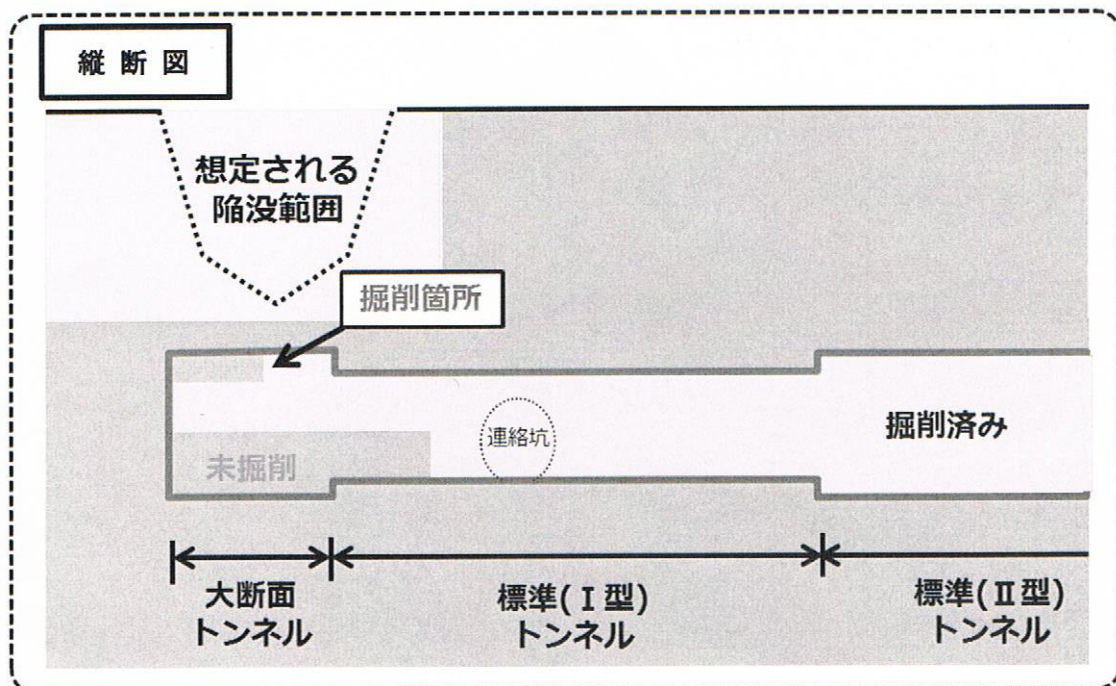 縦断図
想定される
陥没範囲
掘削箇所
連絡坑
掘削済み
未掘削
大断面
トンネル
標準(Ⅰ型)
トンネル
標準(Ⅱ型)
トンネル